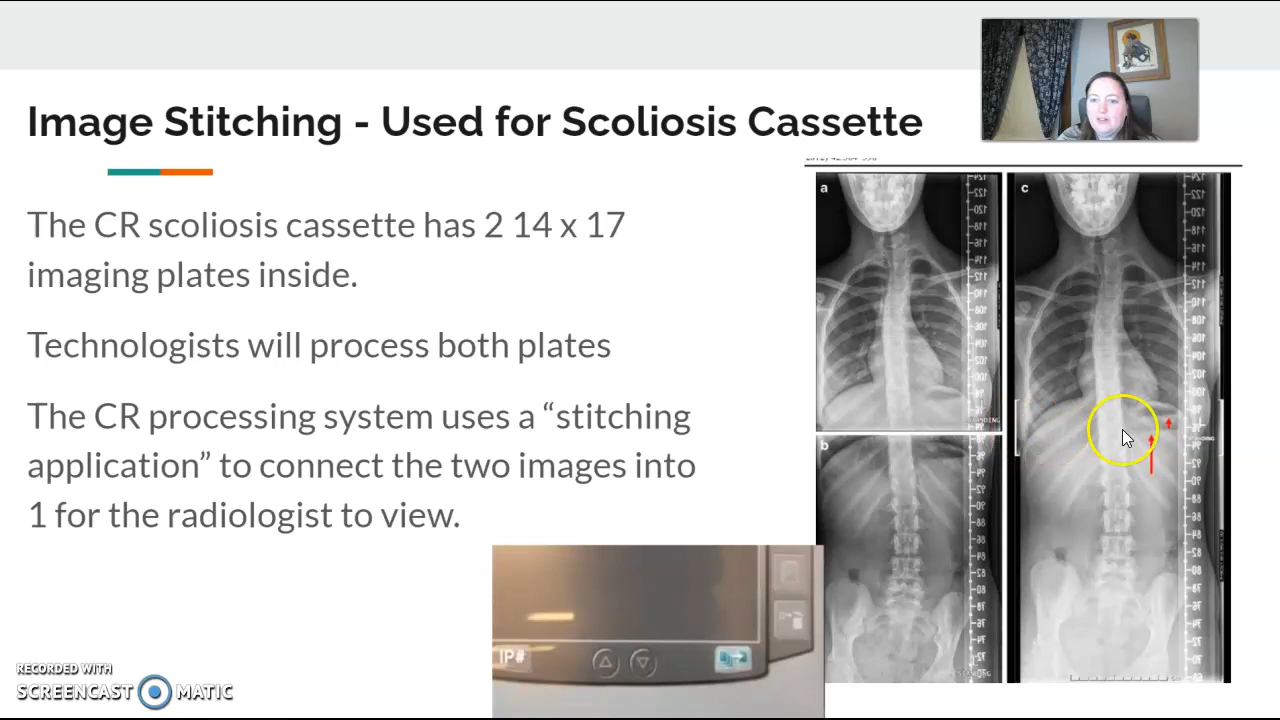 Image Stitching - Used for Scoliosis Cassette
The CR scoliosis cassette has 2 14 x 17
imaging plates inside.
Technologists will process both plates
The CR processing system uses a “stitching
application” to connect the two images into
1 for the radiologist to view.
a
b
c
IP#
RECORDED WITH
SCREENCAST MATIC